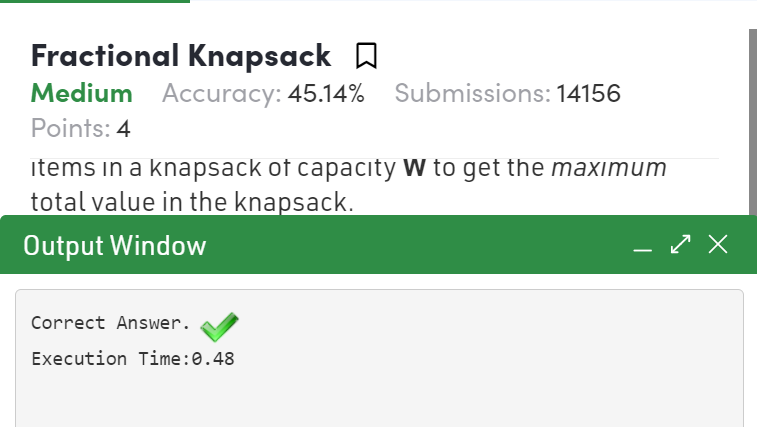 Fractional Knapsack
Medium Accuracy: 45.14% Submissions: 14156
Points: 4
items in a knapsack of capacity W to get the maximum
total value in the knapsack.
Output Window
Correct Answer.
Execution Time:0.48